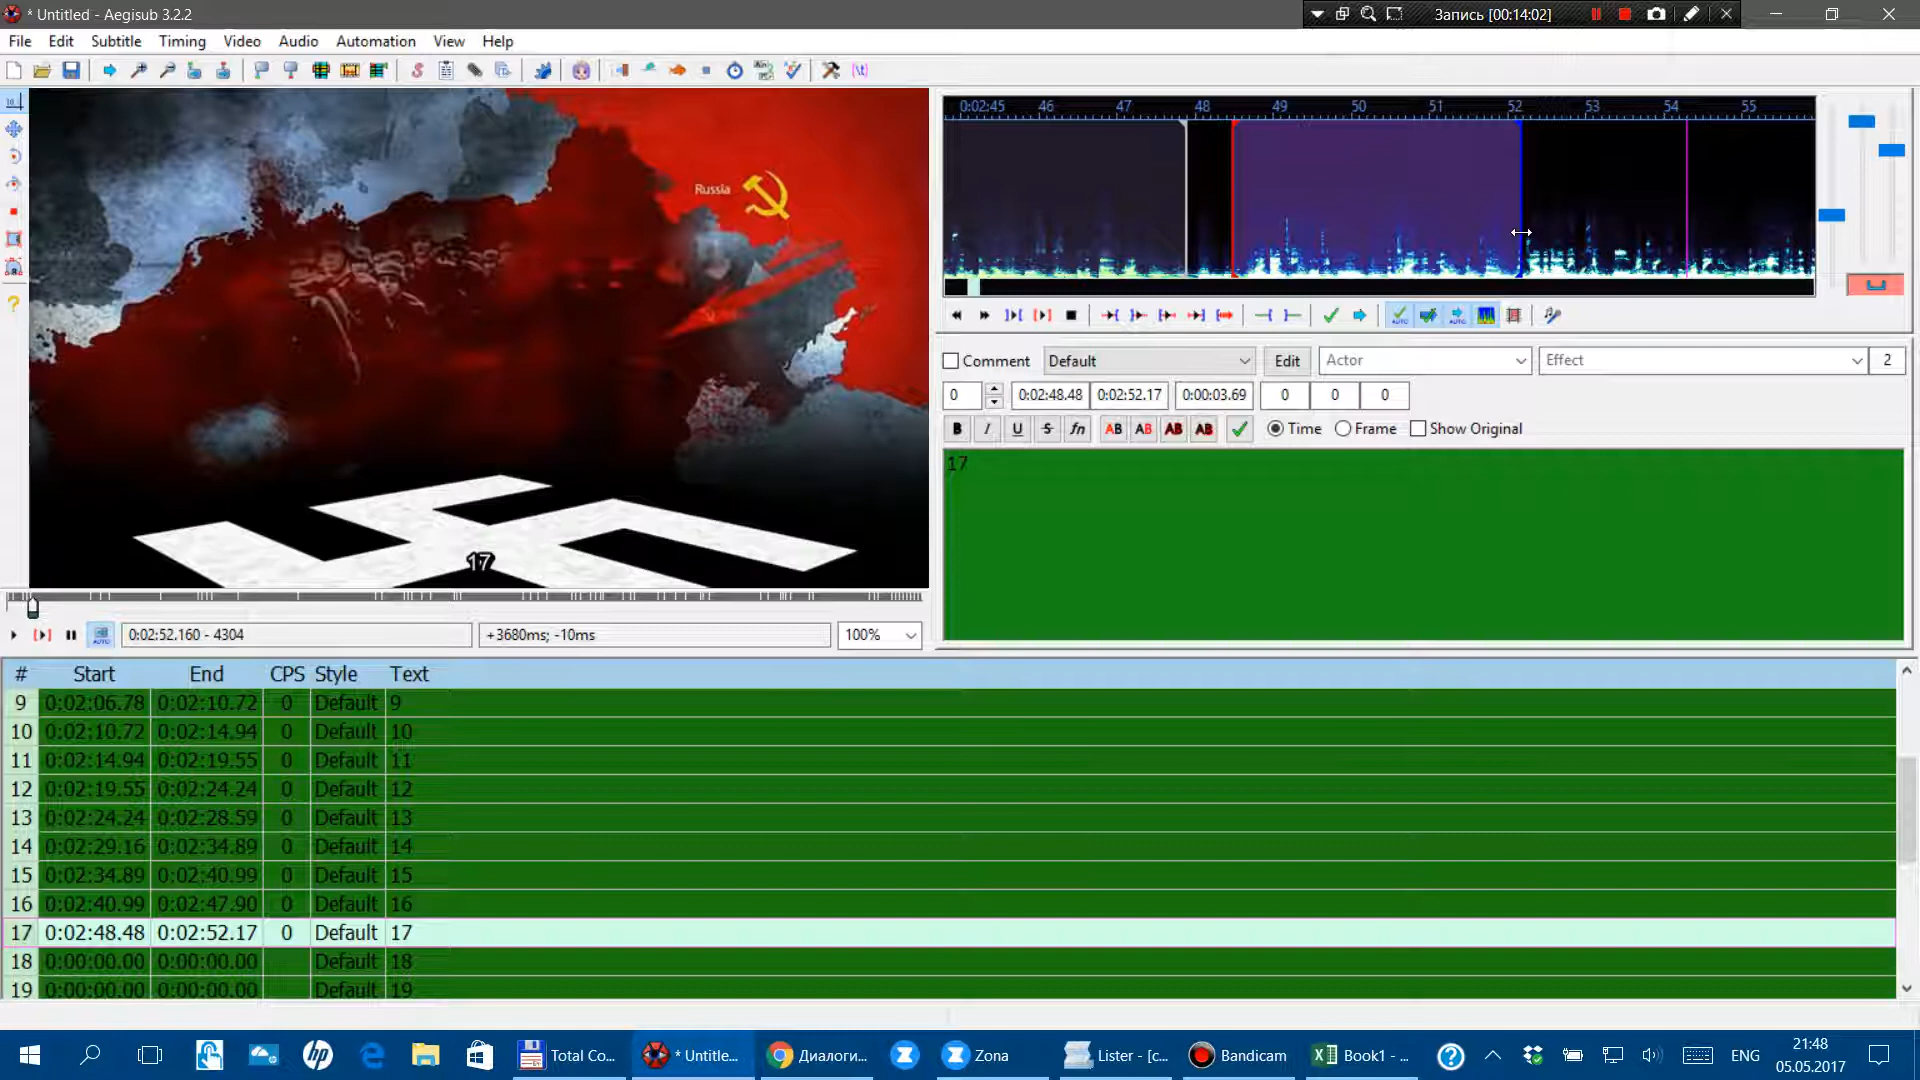 * Untitled - Aegisub 3.2.2
Запись [00:14:02]
File Edit Subtitle Timing Video Audio Automation View Help
0:02:45 46 47 48 49 50 51 52 53 54 55
Russia
17
Comment Default Edit Actor Effect 2
0 0:02:48.48 0:02:52.17 0:00:03.69 0 0 0
B I U S fn AB AB AB AB Time Frame Show Original
17
0:02:52.160 - 4304 +3680ms; -10ms 100%
# Start End CPS Style Text
9 0:02:06.78 0:02:10.72 0 Default 9
10 0:02:10.72 0:02:14.94 0 Default 10
11 0:02:14.94 0:02:19.55 0 Default 11
12 0:02:19.55 0:02:24.24 0 Default 12
13 0:02:24.24 0:02:28.59 0 Default 13
14 0:02:29.16 0:02:34.89 0 Default 14
15 0:02:34.89 0:02:40.99 0 Default 15
16 0:02:40.99 0:02:47.90 0 Default 16
17 0:02:48.48 0:02:52.17 0 Default 17
18 0:00:00.00 0:00:00.00 Default 18
19 0:00:00.00 0:00:00.00 Default 19
Total Co... * Untitle... Диалоги... Zona Lister - [c... Bandicam Book1 - ... ENG 21:48
05.05.2017